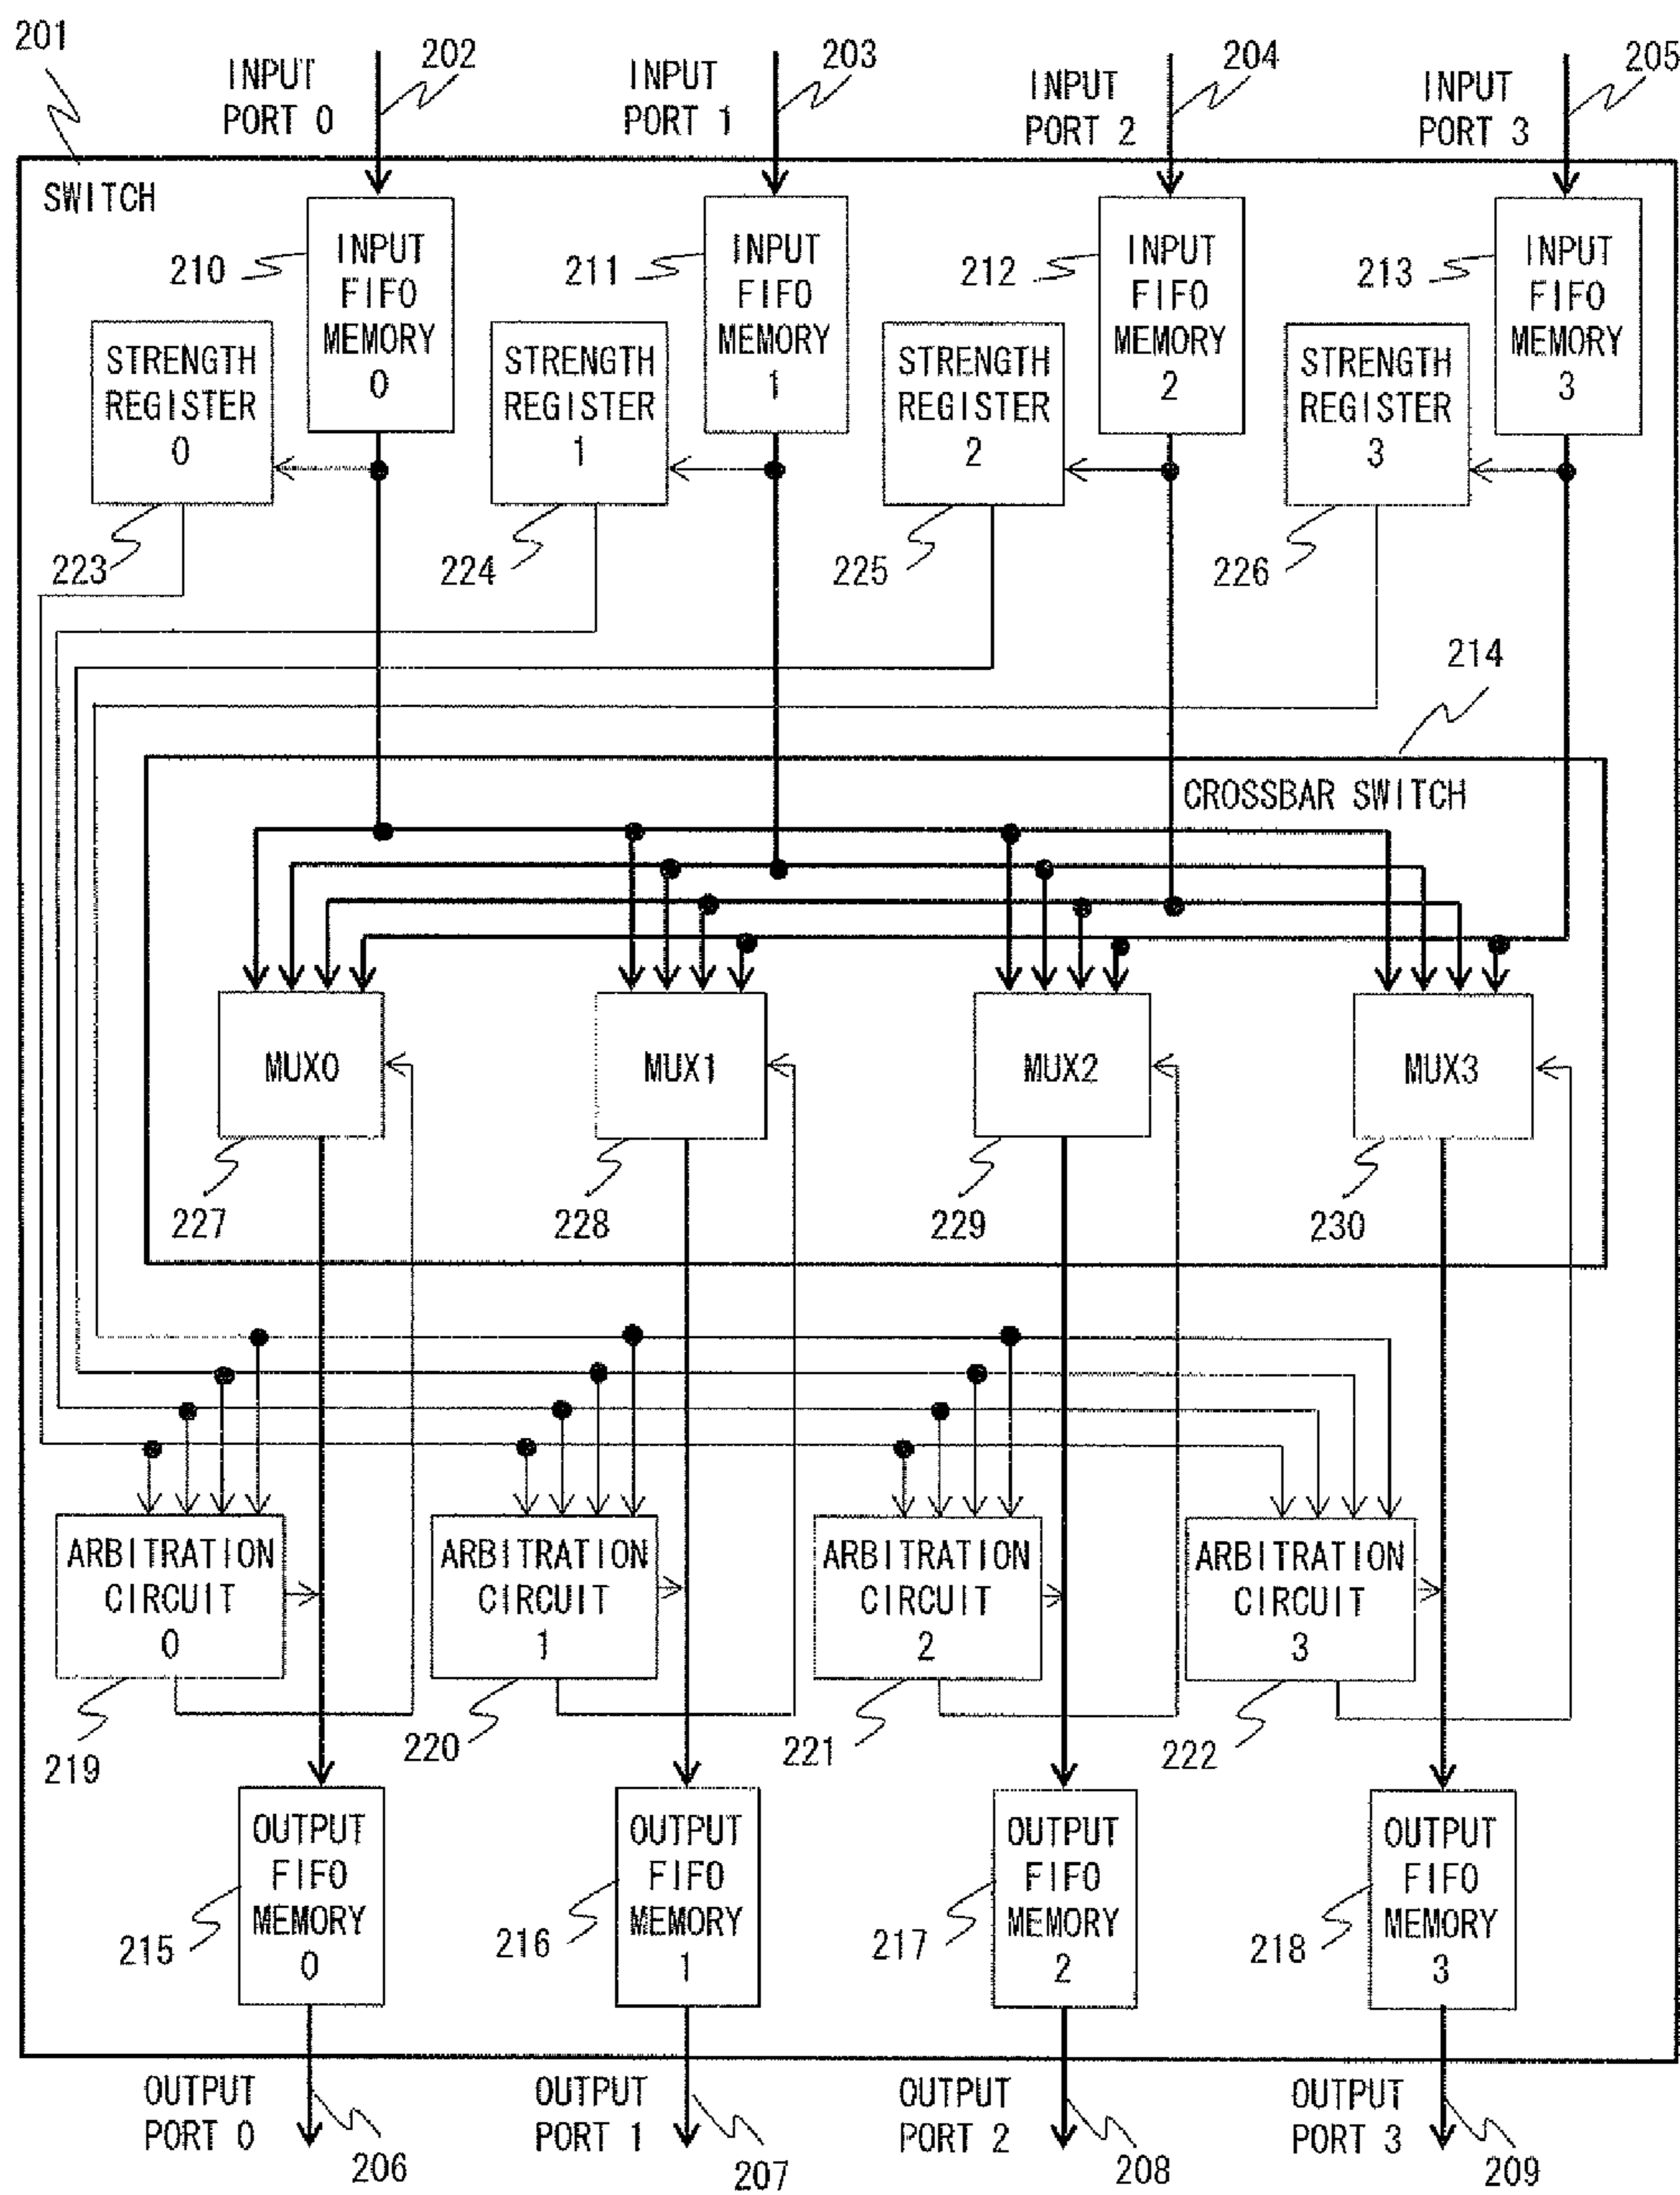 201
INPUT
PORT 0
202
INPUT
PORT 1
203
INPUT
PORT 2
204
INPUT
PORT 3
205
SWITCH
210
INPUT
FIFO
MEMORY
0
211
INPUT
FIFO
MEMORY
1
212
INPUT
FIFO
MEMORY
2
213
INPUT
FIFO
MEMORY
3
STRENGTH
REGISTER
0
STRENGTH
REGISTER
1
STRENGTH
REGISTER
2
STRENGTH
REGISTER
3
223
224
225
226
214
CROSSBAR SWITCH
MUX0
MUX1
MUX2
MUX3
227
228
229
230
ARBITRATION
CIRCUIT
0
ARBITRATION
CIRCUIT
1
ARBITRATION
CIRCUIT
2
ARBITRATION
CIRCUIT
3
219
220
221
222
OUTPUT
FIFO
MEMORY
0
OUTPUT
FIFO
MEMORY
1
OUTPUT
FIFO
MEMORY
2
OUTPUT
FIFO
MEMORY
3
215
216
217
218
OUTPUT
PORT 0
206
OUTPUT
PORT 1
207
OUTPUT
PORT 2
208
OUTPUT
PORT 3
209